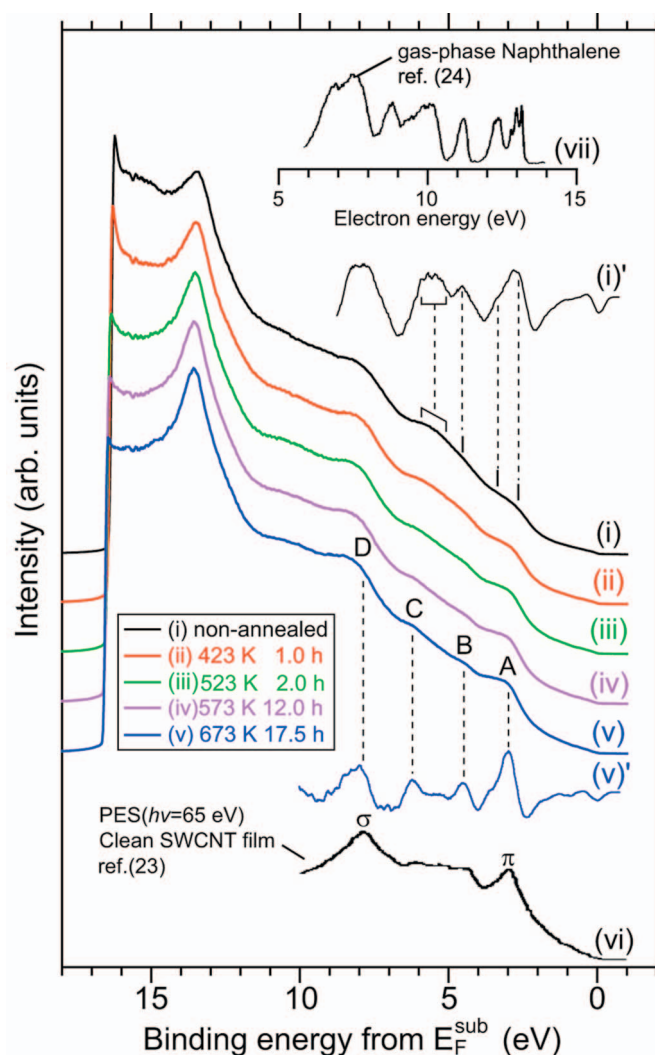 gas-phase Naphthalene
ref. (24)
(vii)
5 10 15
Electron energy (eV)
(i)'
Intensity (arb. units)
(i)
(ii)
(iii)
(iv)
(v)
D
C
B
A
(i) non-annealed
(ii) 423 K 1.0 h
(iii) 523 K 2.0 h
(iv) 573 K 12.0 h
(v) 673 K 17.5 h
(v)'
PES(hν=65 eV)
Clean SWCNT film
ref.(23)
σ
π
(vi)
15 10 5 0
Binding energy from E_F^sub (eV)